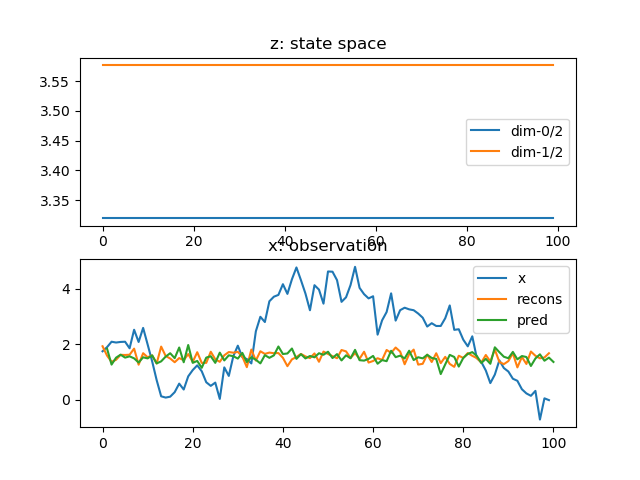 z: state space
3.55
3.50
3.45
3.40
3.35
dim-0/2
dim-1/2
0 20 40 60 80 100
x: observation
4
2
0
x
recons
pred
0 20 40 60 80 100